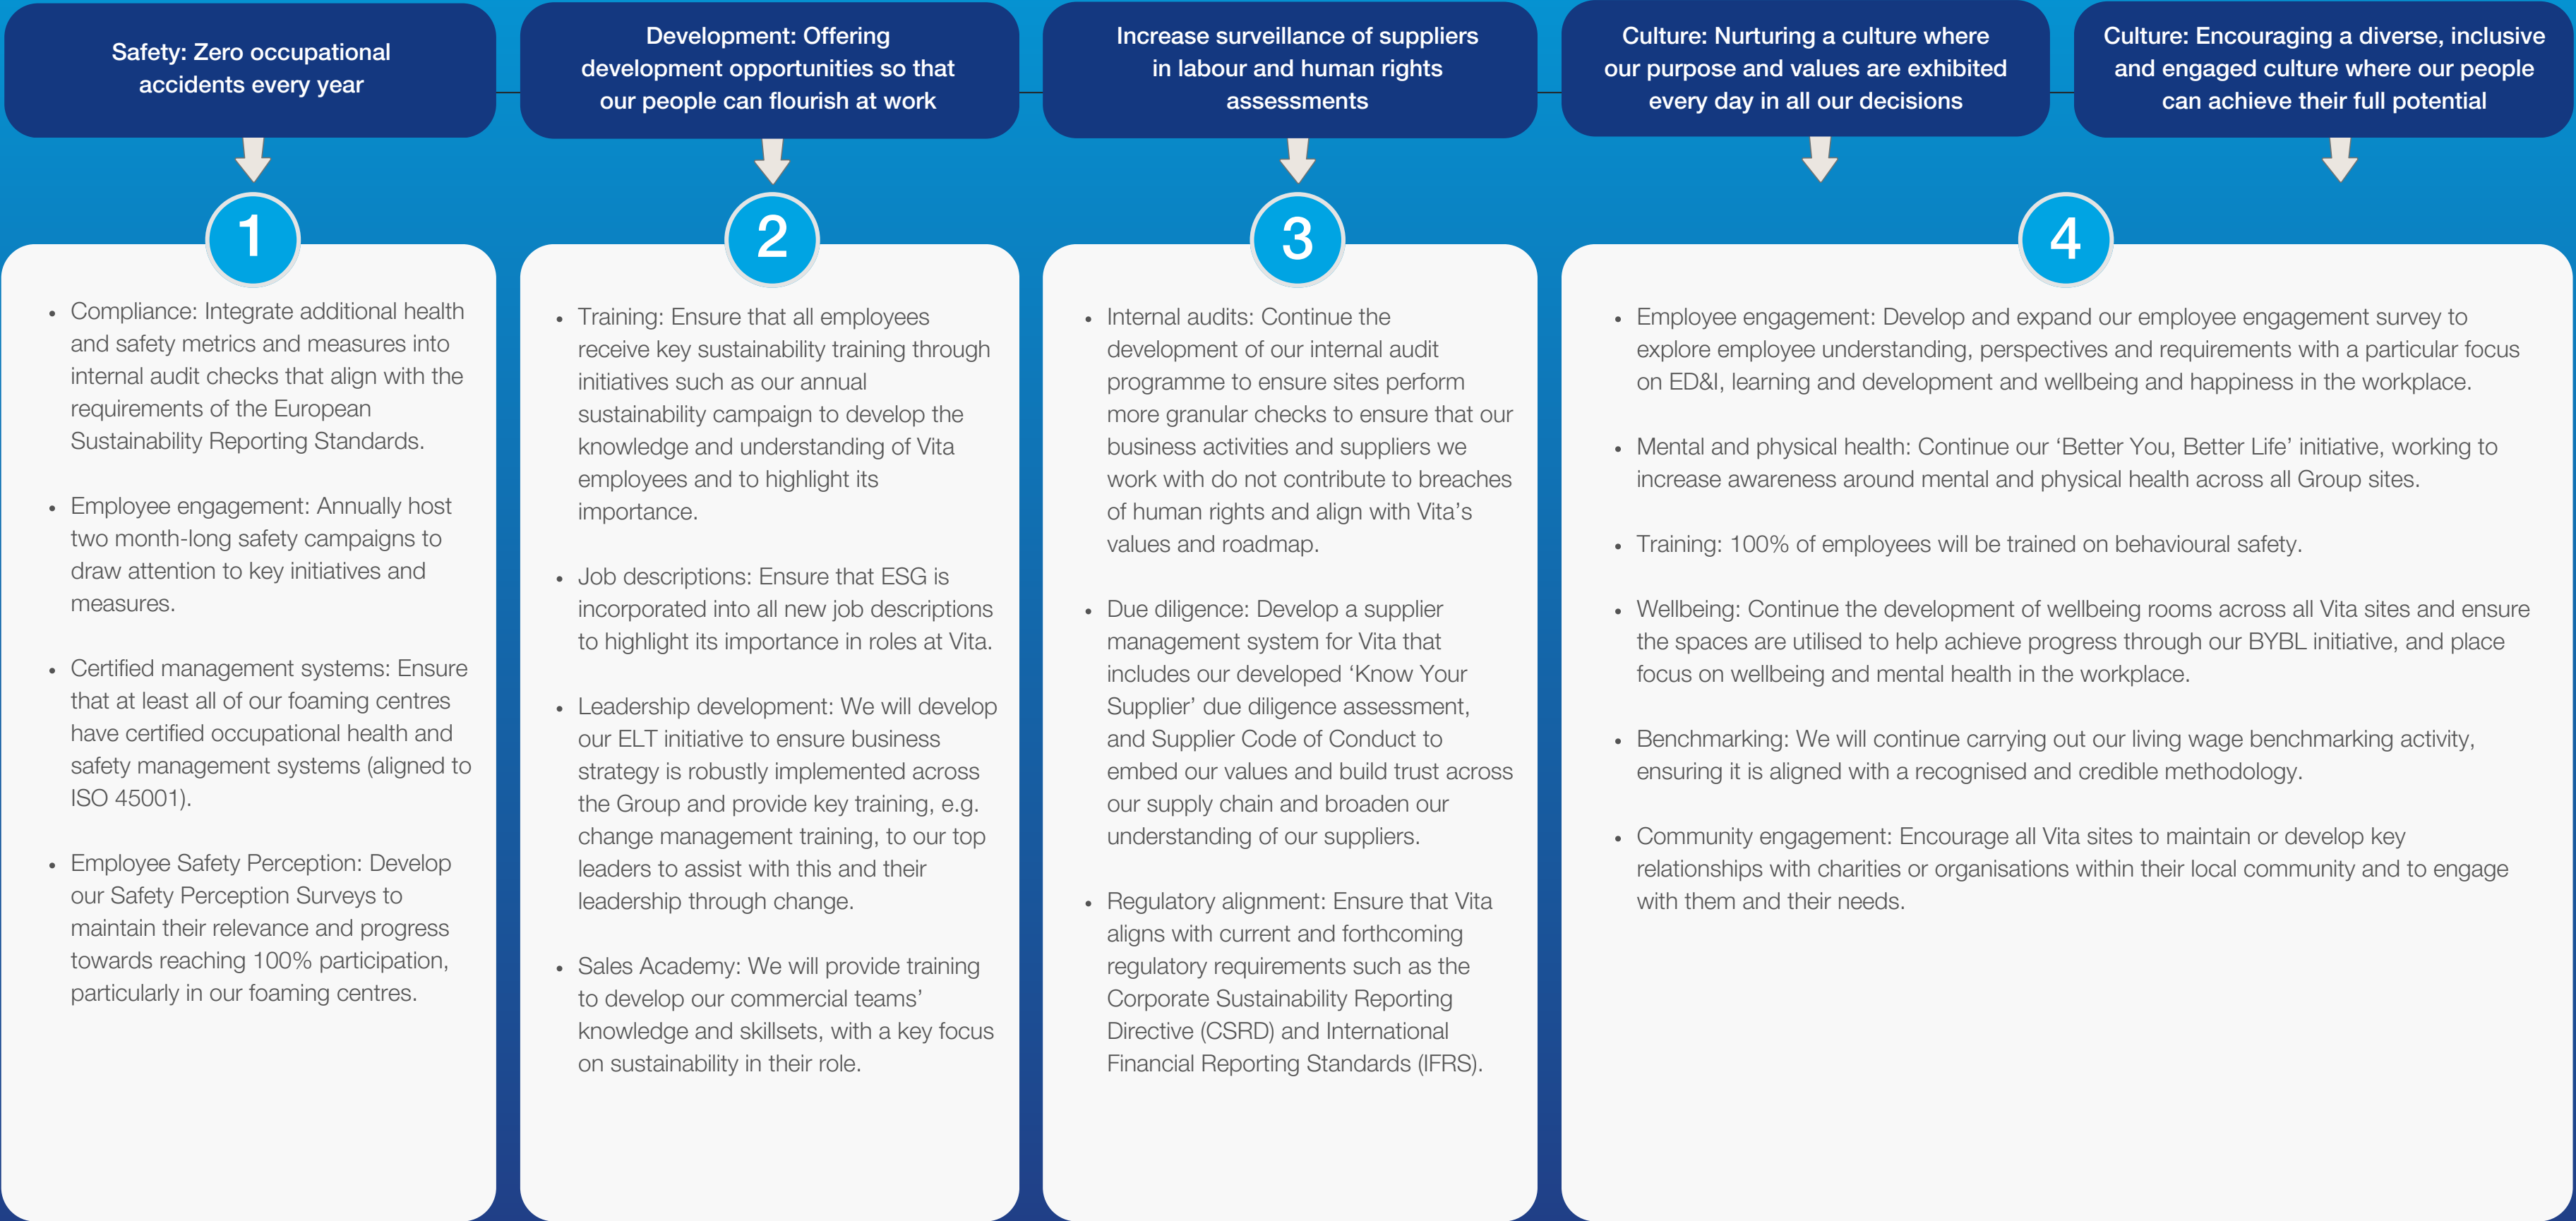 Safety: Zero occupational
accidents every year
Development: Offering
development opportunities so that
our people can flourish at work
Increase surveillance of suppliers
in labour and human rights
assessments
Culture: Nurturing a culture where
our purpose and values are exhibited
every day in all our decisions
Culture: Encouraging a diverse, inclusive
and engaged culture where our people
can achieve their full potential
1
• Compliance: Integrate additional health
and safety metrics and measures into
internal audit checks that align with the
requirements of the European
Sustainability Reporting Standards.
• Employee engagement: Annually host
two month-long safety campaigns to
draw attention to key initiatives and
measures.
• Certified management systems: Ensure
that at least all of our foaming centres
have certified occupational health and
safety management systems (aligned to
ISO 45001).
• Employee Safety Perception: Develop
our Safety Perception Surveys to
maintain their relevance and progress
towards reaching 100% participation,
particularly in our foaming centres.
2
• Training: Ensure that all employees
receive key sustainability training through
initiatives such as our annual
sustainability campaign to develop the
knowledge and understanding of Vita
employees and to highlight its
importance.
• Job descriptions: Ensure that ESG is
incorporated into all new job descriptions
to highlight its importance in roles at Vita.
• Leadership development: We will develop
our ELT initiative to ensure business
strategy is robustly implemented across
the Group and provide key training, e.g.
change management training, to our top
leaders to assist with this and their
leadership through change.
• Sales Academy: We will provide training
to develop our commercial teams’
knowledge and skillsets, with a key focus
on sustainability in their role.
3
• Internal audits: Continue the
development of our internal audit
programme to ensure sites perform
more granular checks to ensure that our
business activities and suppliers we
work with do not contribute to breaches
of human rights and align with Vita’s
values and roadmap.
• Due diligence: Develop a supplier
management system for Vita that
includes our developed ‘Know Your
Supplier’ due diligence assessment,
and Supplier Code of Conduct to
embed our values and build trust across
our supply chain and broaden our
understanding of our suppliers.
• Regulatory alignment: Ensure that Vita
aligns with current and forthcoming
regulatory requirements such as the
Corporate Sustainability Reporting
Directive (CSRD) and International
Financial Reporting Standards (IFRS).
4
• Employee engagement: Develop and expand our employee engagement survey to
explore employee understanding, perspectives and requirements with a particular focus
on ED&I, learning and development and wellbeing and happiness in the workplace.
• Mental and physical health: Continue our ‘Better You, Better Life’ initiative, working to
increase awareness around mental and physical health across all Group sites.
• Training: 100% of employees will be trained on behavioural safety.
• Wellbeing: Continue the development of wellbeing rooms across all Vita sites and ensure
the spaces are utilised to help achieve progress through our BYBL initiative, and place
focus on wellbeing and mental health in the workplace.
• Benchmarking: We will continue carrying out our living wage benchmarking activity,
ensuring it is aligned with a recognised and credible methodology.
• Community engagement: Encourage all Vita sites to maintain or develop key
relationships with charities or organisations within their local community and to engage
with them and their needs.